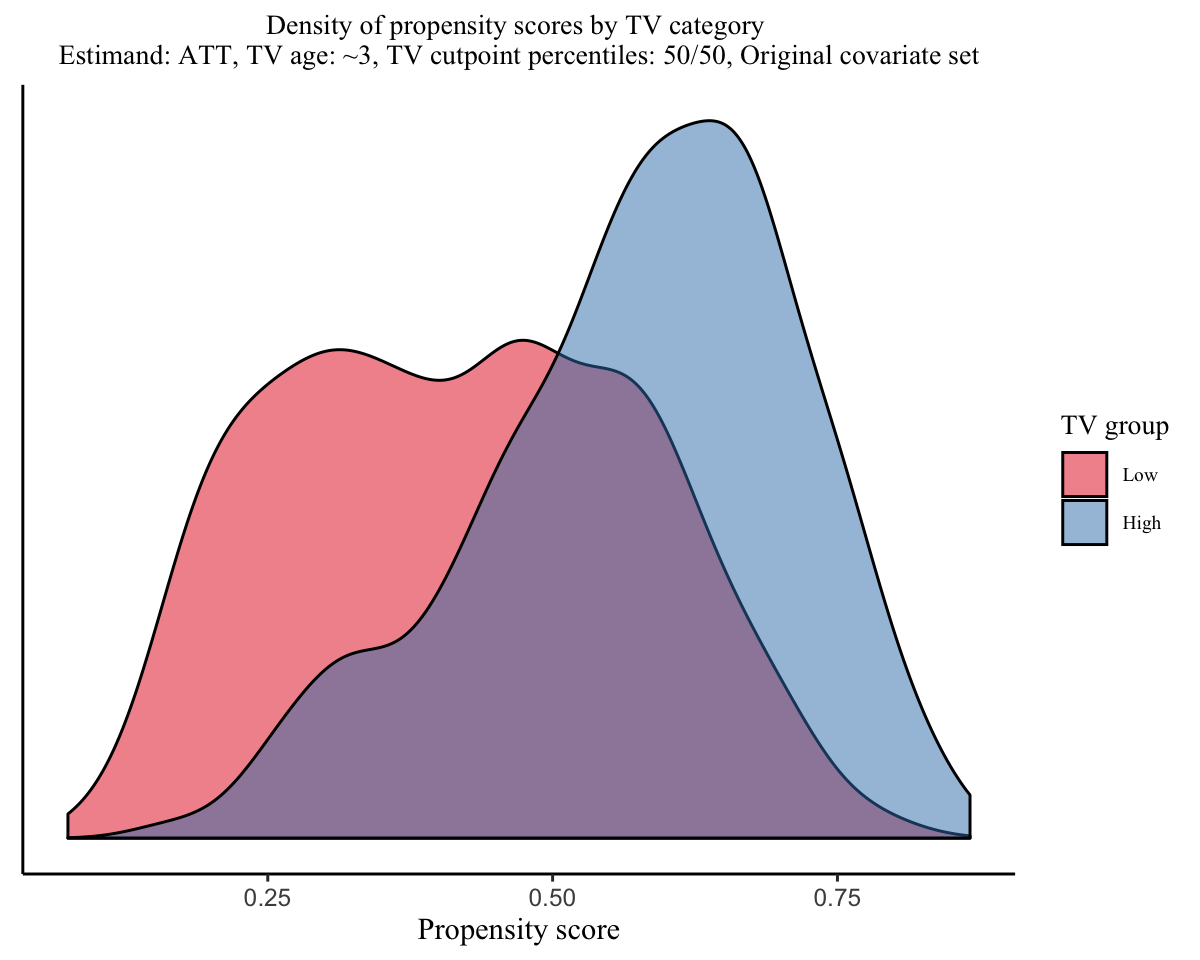 Density of propensity scores by TV category
Estimand: ATT, TV age: ~3, TV cutpoint percentiles: 50/50, Original covariate set
TV group
Low
High
0.25
0.50
0.75
Propensity score